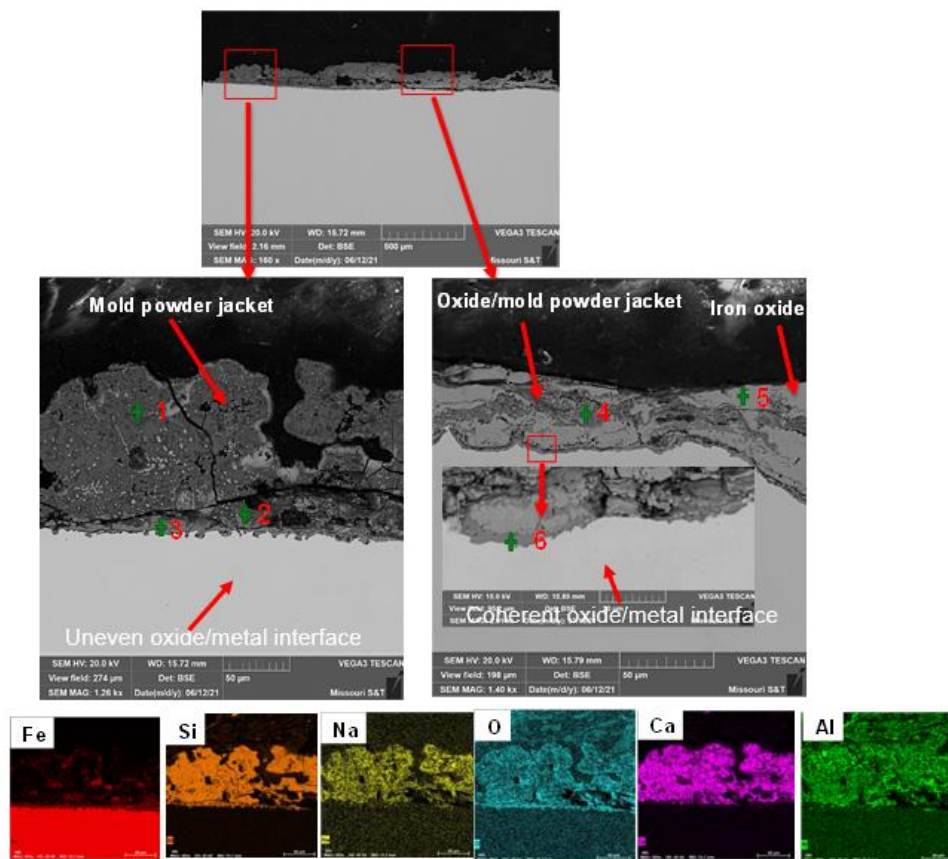 SEM HV: 20.0 kV WD: 15.72 mm VEGA3 TESCAN
View field: 2.16 mm Det: BSE 500 µm
SEM MAG: 160 x Date(m/d/y): 06/12/21 Missouri S&T
Mold powder jacket
1
2
3
Uneven oxide/metal interface
SEM HV: 20.0 kV WD: 15.72 mm VEGA3 TESCAN
View field: 274 µm Det: BSE 50 µm
SEM MAG: 1.26 kx Date(m/d/y): 06/12/21 Missouri S&T
Oxide/mold powder jacket
Iron oxide
4
5
6
SEM HV: 15.0 kV WD: 15.80 mm VEGA3 TESCAN
Coherent oxide/metal interface
SEM HV: 20.0 kV WD: 15.79 mm VEGA3 TESCAN
View field: 198 µm Det: BSE 50 µm
SEM MAG: 1.40 kx Date(m/d/y): 06/12/21 Missouri S&T
Fe
Si
Na
O
Ca
Al